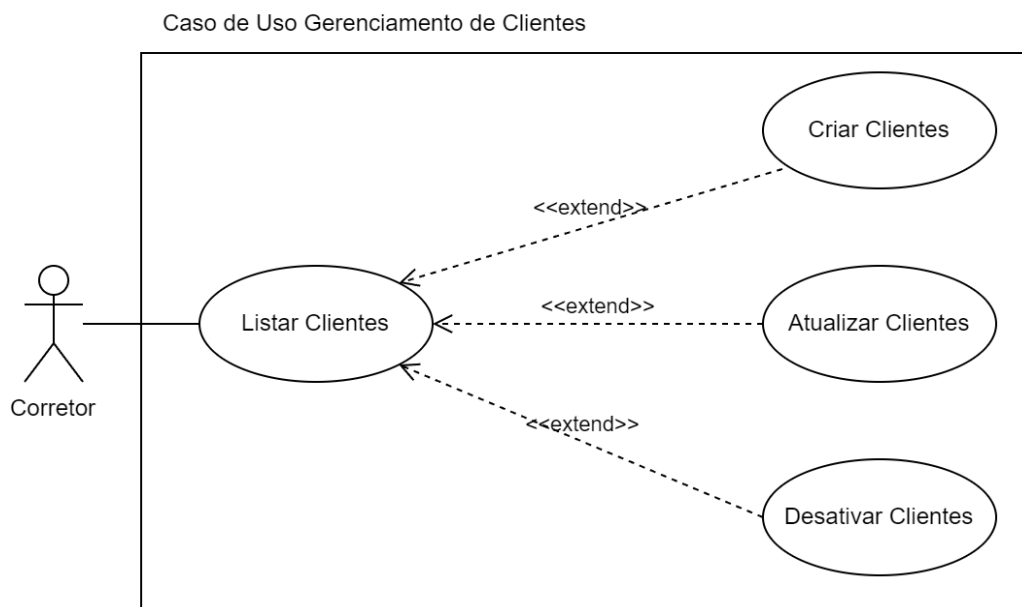 Caso de Uso Gerenciamento de Clientes
Criar Clientes
<<extend>>
<<extend>>
Listar Clientes
Atualizar Clientes
Corretor
<<extend>>
Desativar Clientes